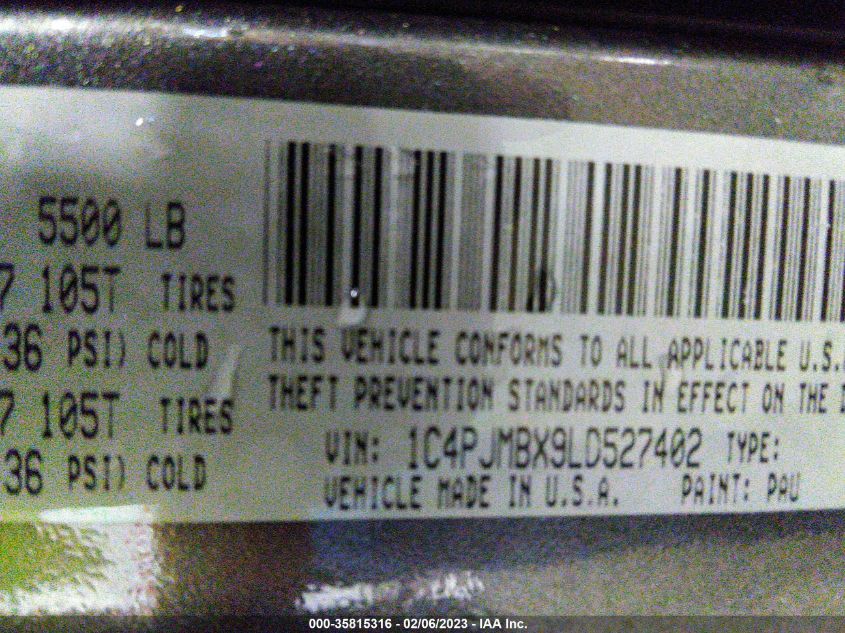 5500 LB
7 105T TIRES
36 PSI) COLD
7 105T TIRES
36 PSI) COLD
THIS VEHICLE CONFORMS TO ALL APPLICABLE U.S.
THEFT PREVENTION STANDARDS IN EFFECT ON THE D
VIN: 1C4PJMBX9LD527402 TYPE:
VEHICLE MADE IN U.S.A. PAINT: PAU
000-35815316 - 02/06/2023 - IAA Inc.